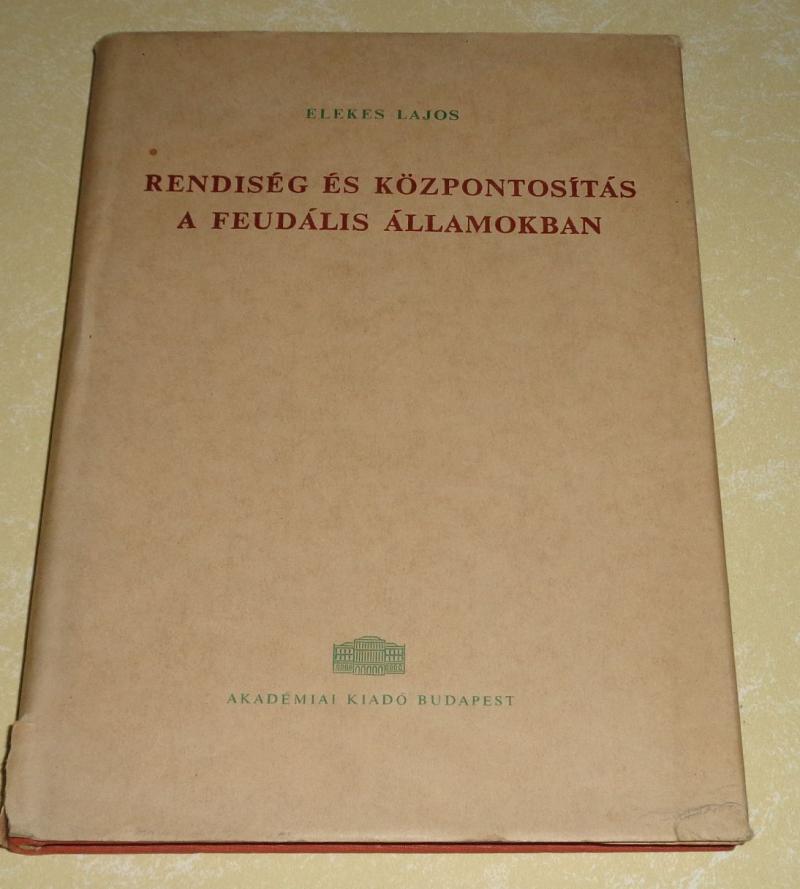 ELEKES LAJOS
RENDISÉG ÉS KÖZPONTOSÍTÁS
A FEUDÁLIS ÁLLAMOKBAN
AKADÉMIAI KIADÓ BUDAPEST